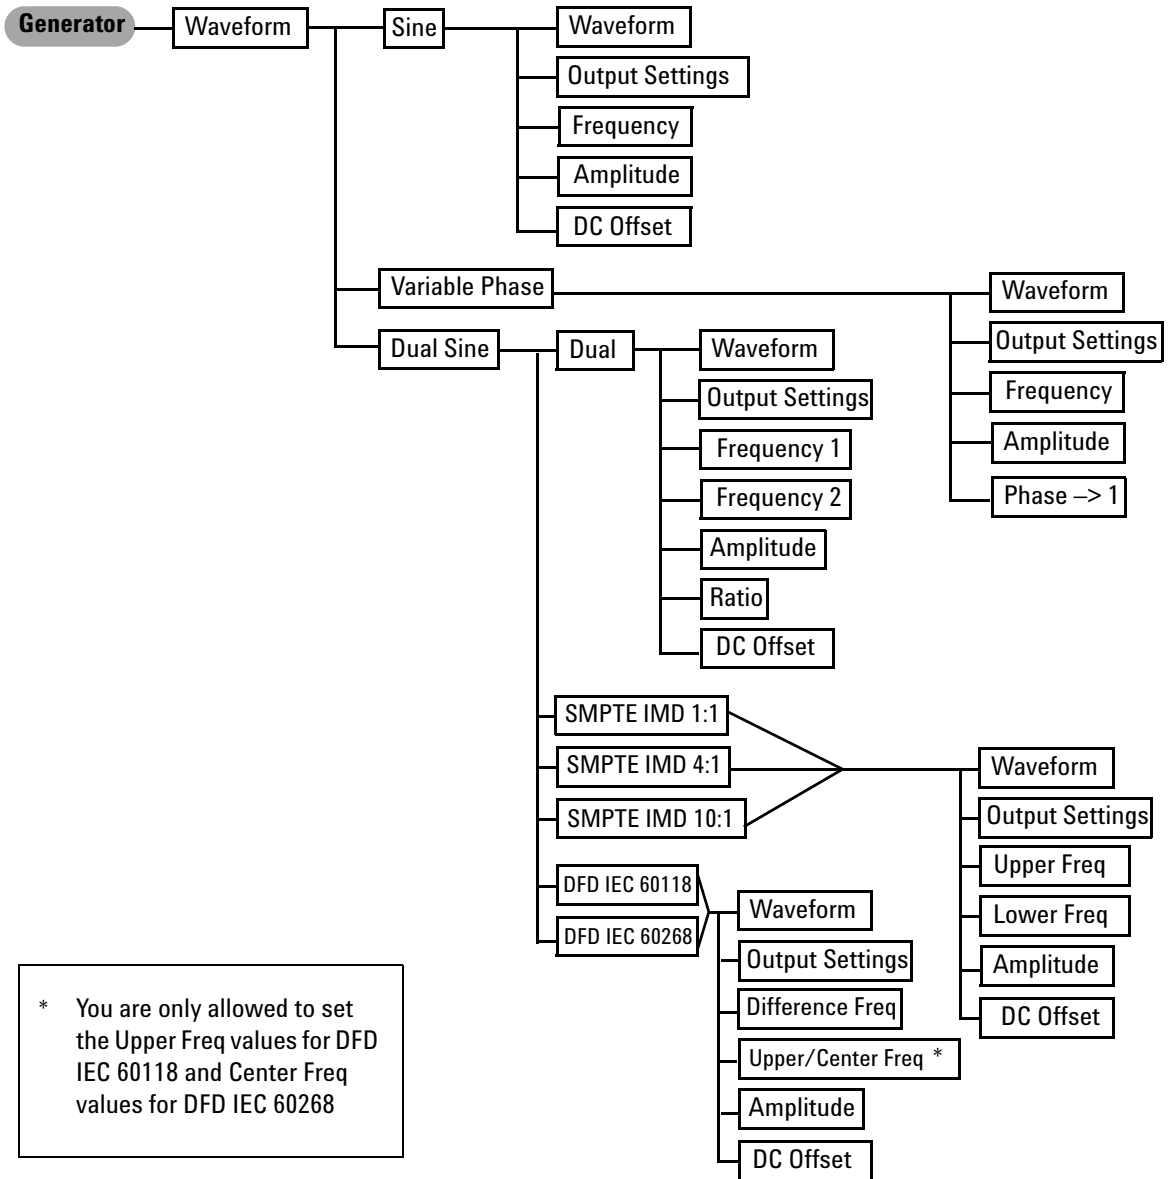 Generator
Waveform
Sine
Waveform
Output Settings
Frequency
Amplitude
DC Offset
Variable Phase
Waveform
Output Settings
Frequency
Amplitude
Phase –> 1
Dual Sine
Dual
Waveform
Output Settings
Frequency 1
Frequency 2
Amplitude
Ratio
DC Offset
SMPTE IMD 1:1
SMPTE IMD 4:1
SMPTE IMD 10:1
Waveform
Output Settings
Upper Freq
Lower Freq
Amplitude
DC Offset
DFD IEC 60118
DFD IEC 60268
Waveform
Output Settings
Difference Freq
Upper/Center Freq *
Amplitude
DC Offset
* You are only allowed to set
the Upper Freq values for DFD
IEC 60118 and Center Freq
values for DFD IEC 60268